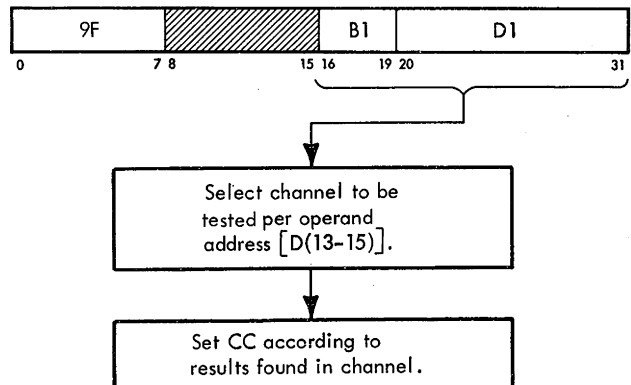 9F B1 D1
0 7 8 15 16 19 20 31
Select channel to be
tested per operand
address [D(13-15)].
Set CC according to
results found in channel.